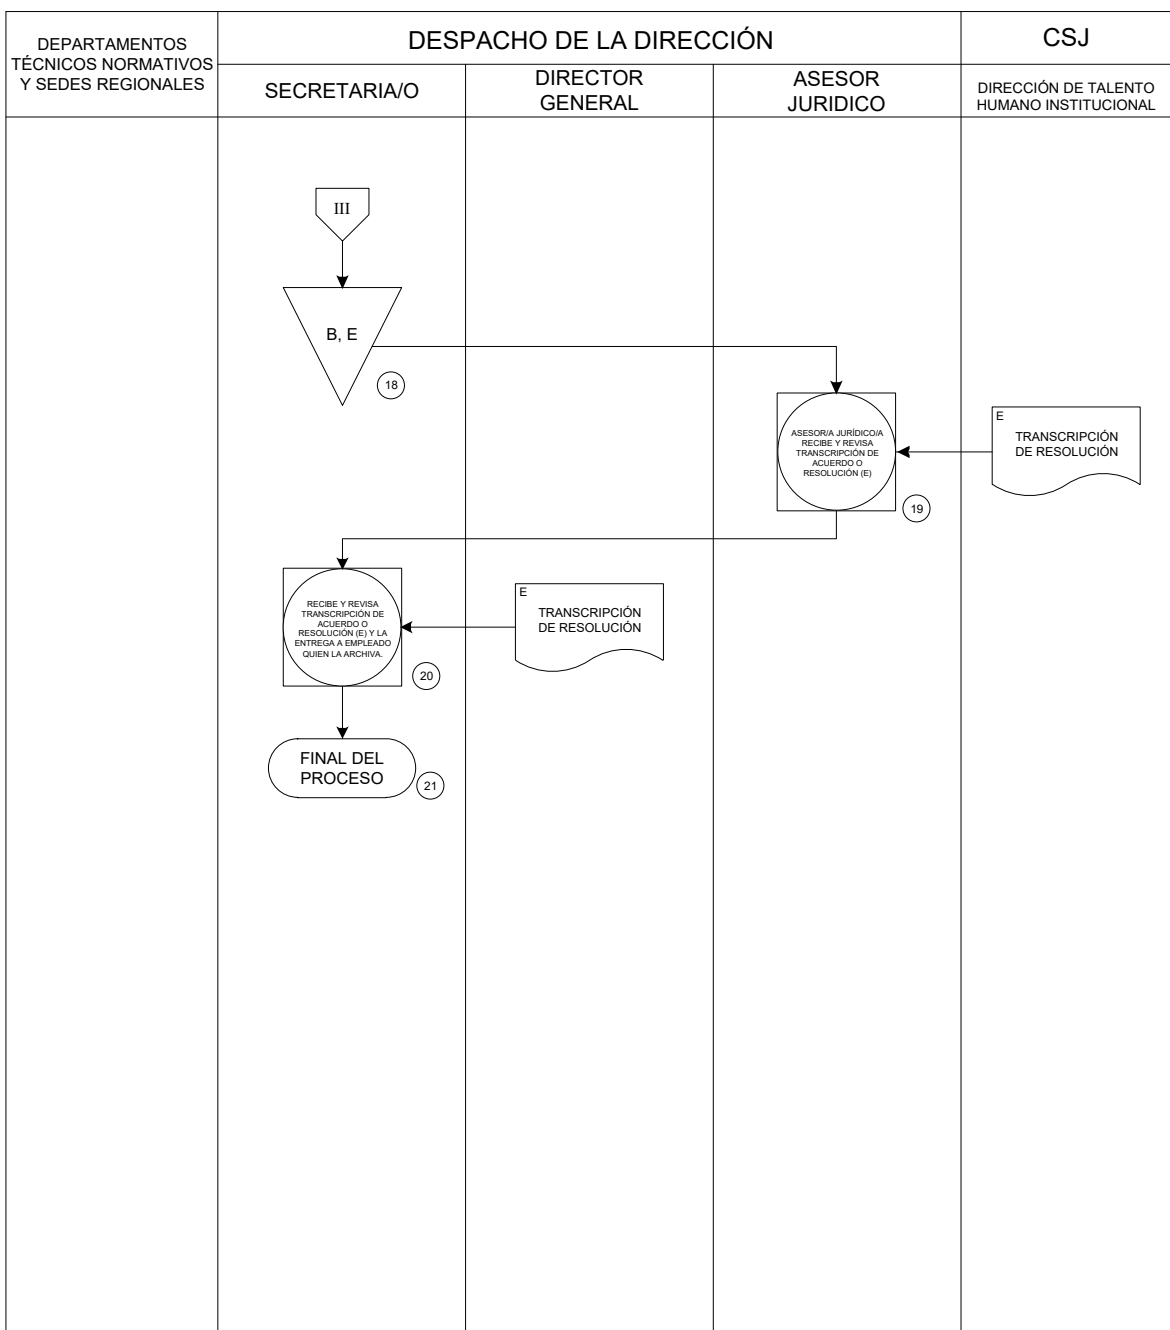 DEPARTAMENTOS
TÉCNICOS NORMATIVOS
Y SEDES REGIONALES
DESPACHO DE LA DIRECCIÓN
CSJ
SECRETARIA/O
DIRECTOR
GENERAL
ASESOR
JURIDICO
DIRECCIÓN DE TALENTO
HUMANO INSTITUCIONAL
III
B, E
18
ASESOR/A JURÍDICO/A
RECIBE Y REVISA
TRANSCRIPCIÓN DE
ACUERDO O
RESOLUCIÓN (E)
19
E
TRANSCRIPCIÓN
DE RESOLUCIÓN
RECIBE Y REVISA
TRANSCRIPCIÓN DE
ACUERDO O
RESOLUCIÓN (E) Y LA
ENTREGA A EMPLEADO
QUIEN LA ARCHIVA.
20
E
TRANSCRIPCIÓN
DE RESOLUCIÓN
FINAL DEL
PROCESO
21